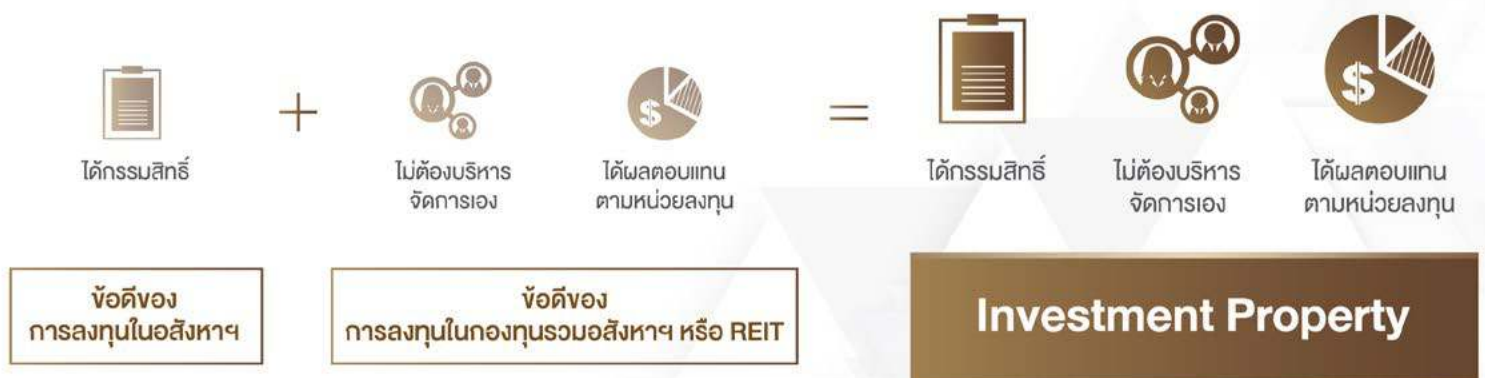 ได้กรรมสิทธิ์
+
ไม่ต้องบริหาร
จัดการเอง
$
ได้ผลตอบแทน
ตามหน่วยลงทุน
=
ได้กรรมสิทธิ์
ไม่ต้องบริหาร
จัดการเอง
$
ได้ผลตอบแทน
ตามหน่วยลงทุน
ข้อดีของ
การลงทุนในอสังหาฯ
ข้อดีของ
การลงทุนในกองทุนรวมอสังหาฯ หรือ REIT
Investment Property